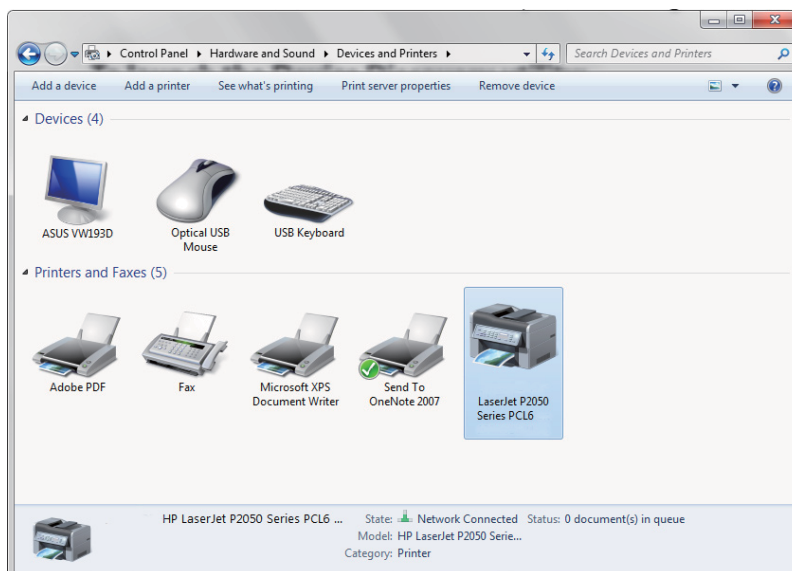 Control Panel Hardware and Sound Devices and Printers Search Devices and Printers
Add a device Add a printer See what's printing Print server properties Remove device
Devices (4)
ASUS VW193D
Optical USB
Mouse
USB Keyboard
Printers and Faxes (5)
Adobe PDF
Fax
Microsoft XPS
Document Writer
Send To
OneNote 2007
LaserJet P2050
Series PCL6
HP LaserJet P2050 Series PCL6 ... State: Network Connected Status: 0 document(s) in queue
Model: HP LaserJet P2050 Serie...
Category: Printer